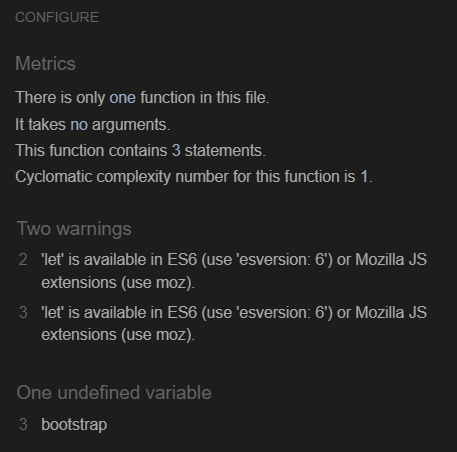 CONFIGURE
Metrics
There is only one function in this file.
It takes no arguments.
This function contains 3 statements.
Cyclomatic complexity number for this function is 1.
Two warnings
2 'let' is available in ES6 (use 'esversion: 6') or Mozilla JS
extensions (use moz).
3 'let' is available in ES6 (use 'esversion: 6') or Mozilla JS
extensions (use moz).
One undefined variable
3 bootstrap